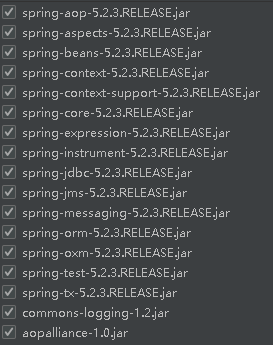 spring-aop-5.2.3.RELEASE.jar
spring-aspects-5.2.3.RELEASE.jar
spring-beans-5.2.3.RELEASE.jar
spring-context-5.2.3.RELEASE.jar
spring-context-support-5.2.3.RELEASE.jar
spring-core-5.2.3.RELEASE.jar
spring-expression-5.2.3.RELEASE.jar
spring-instrument-5.2.3.RELEASE.jar
spring-jdbc-5.2.3.RELEASE.jar
spring-jms-5.2.3.RELEASE.jar
spring-messaging-5.2.3.RELEASE.jar
spring-orm-5.2.3.RELEASE.jar
spring-oxm-5.2.3.RELEASE.jar
spring-test-5.2.3.RELEASE.jar
spring-tx-5.2.3.RELEASE.jar
commons-logging-1.2.jar
aopalliance-1.0.jar